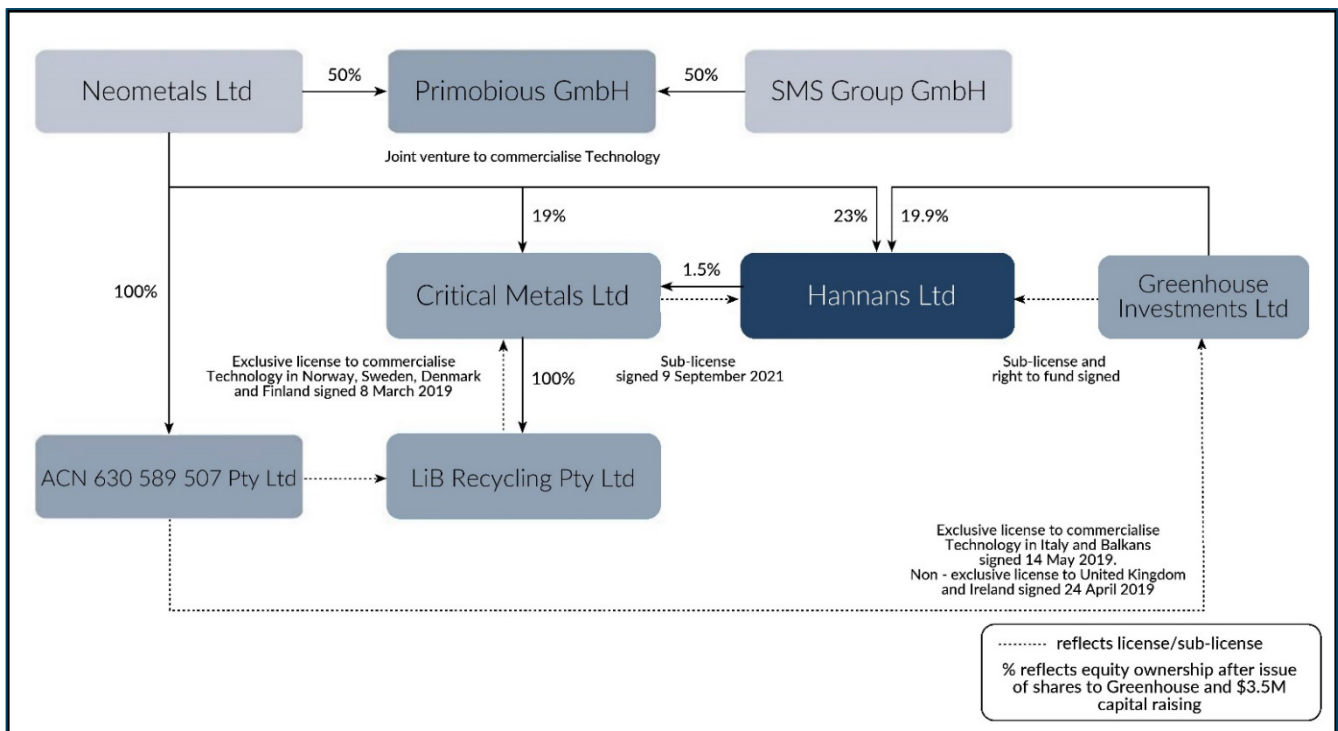 Neometals Ltd
50%
Primobious GmbH
50%
SMS Group GmbH
Joint venture to commercialise Technology
19%
23%
19.9%
100%
Critical Metals Ltd
1.5%
Hannans Ltd
Greenhouse
Investments Ltd
Exclusive license to commercialise
Technology in Norway, Sweden, Denmark
and Finland signed 8 March 2019
100%
Sub-license
signed 9 September 2021
Sub-license and
right to fund signed
ACN 630 589 507 Pty Ltd
LiB Recycling Pty Ltd
Exclusive license to commercialise
Technology in Italy and Balkans
signed 14 May 2019.
Non - exclusive license to United Kingdom
and Ireland signed 24 April 2019
reflects license/sub-license
% reflects equity ownership after issue
of shares to Greenhouse and $3.5M
capital raising